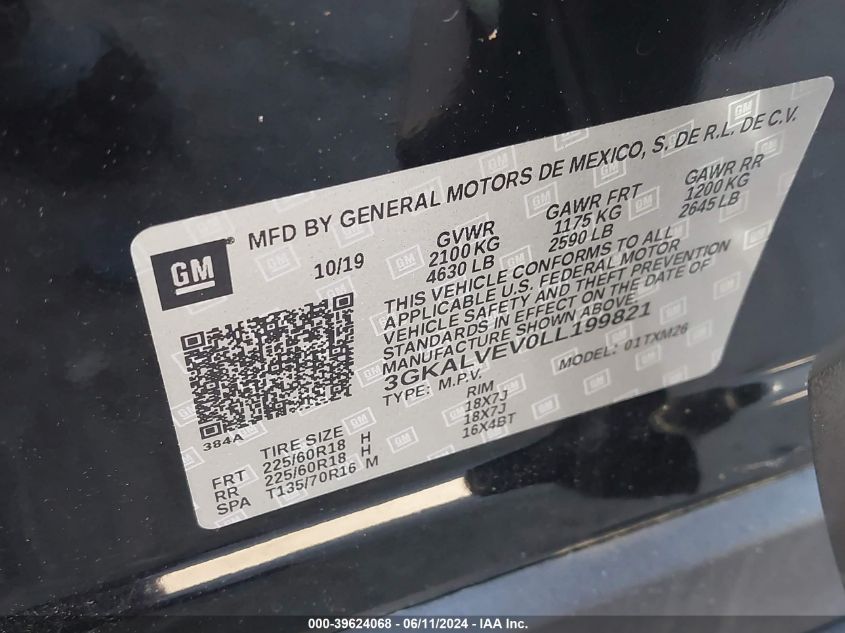 GM
MFD BY GENERAL MOTORS DE MEXICO, S. DE R.L. DE C.V.
10/19
GVWR GAWR FRT GAWR RR
2100 KG 1175 KG 1200 KG
4630 LB 2590 LB 2645 LB
THIS VEHICLE CONFORMS TO ALL
APPLICABLE U.S. FEDERAL MOTOR
VEHICLE SAFETY AND THEFT PREVENTION
STANDARDS IN EFFECT ON THE DATE OF
MANUFACTURE SHOWN ABOVE.
3GKALVEV0LL199821
TYPE: M.P.V. MODEL: 01TXM26
384A
TIRE SIZE RIM
FRT 225/60R18 H 18X7J
RR 225/60R18 H 18X7J
SPA T135/70R16 M 16X4BT
000-39624068 - 06/11/2024 - IAA Inc.